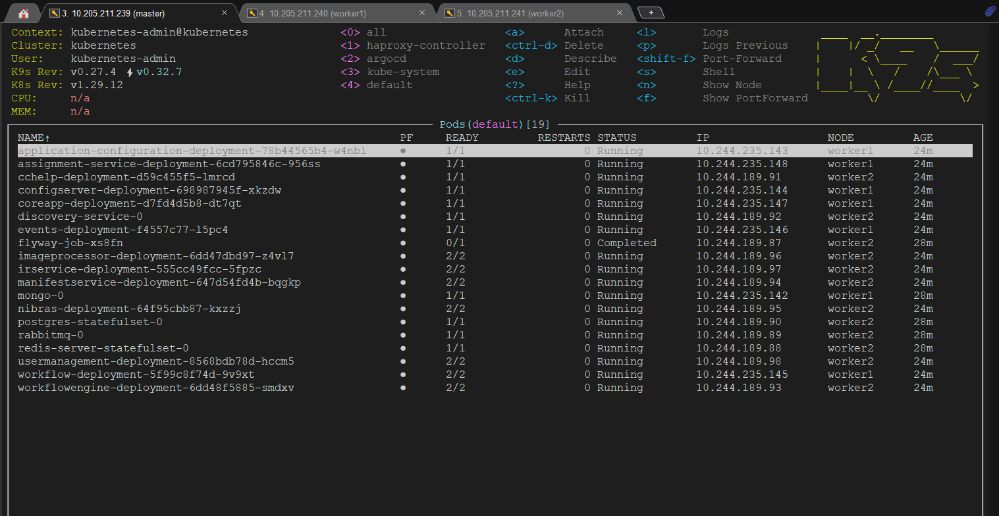 3. 10.205.211.239 (master) 4. 10.205.211.240 (worker1) 5. 10.205.211.241 (worker2)
Context: kubernetes-admin@kubernetes <0> all <a> Attach <l> Logs
Cluster: kubernetes <1> haproxy-controller <ctrl-d> Delete <p> Logs Previous
User: kubernetes-admin <2> argocd <d> Describe <shift-f> Port-Forward
K9s Rev: v0.27.4 ⚡v0.32.7 <3> kube-system <e> Edit <s> Shell
K8s Rev: v1.29.12 <4> default <?> Help <n> Show Node
CPU: n/a <ctrl-k> Kill <f> Show PortForward
MEM: n/a
Pods(default)[19]
NAME↑ PF READY RESTARTS STATUS IP NODE AGE
application-configuration-deployment-78b44565b4-w4nbl ● 1/1 0 Running 10.244.235.143 worker1 24m
assignment-service-deployment-6cd795846c-956ss ● 1/1 0 Running 10.244.235.148 worker1 24m
cchelp-deployment-d59c455f5-lmrcd ● 1/1 0 Running 10.244.189.91 worker2 24m
configserver-deployment-698987945f-xkzdw ● 1/1 0 Running 10.244.235.144 worker1 24m
coreapp-deployment-d7fd4d5b8-dt7qt ● 1/1 0 Running 10.244.235.147 worker1 24m
discovery-service-0 ● 1/1 0 Running 10.244.189.92 worker2 24m
events-deployment-f4557c77-l5pc4 ● 1/1 0 Running 10.244.235.146 worker1 24m
flyway-job-xs8fn ● 0/1 0 Completed 10.244.189.87 worker2 28m
imageprocessor-deployment-6dd47dbd97-z4vl7 ● 2/2 0 Running 10.244.189.96 worker2 24m
irservice-deployment-555cc49fcc-5fpzc ● 2/2 0 Running 10.244.189.97 worker2 24m
manifestservice-deployment-647d54fd4b-bqgkp ● 2/2 0 Running 10.244.189.94 worker2 24m
mongo-0 ● 1/1 0 Running 10.244.235.142 worker1 28m
nibras-deployment-64f95cbb87-kxzzj ● 2/2 0 Running 10.244.189.95 worker2 24m
postgres-statefulset-0 ● 1/1 0 Running 10.244.189.90 worker2 28m
rabbitmq-0 ● 1/1 0 Running 10.244.189.89 worker2 28m
redis-server-statefulset-0 ● 1/1 0 Running 10.244.189.88 worker2 28m
usermanagement-deployment-8568bdb78d-hccm5 ● 2/2 0 Running 10.244.189.98 worker2 24m
workflow-deployment-5f99c8f74d-9v9xt ● 2/2 0 Running 10.244.235.145 worker1 24m
workflowengine-deployment-6dd48f5885-smdxv ● 2/2 0 Running 10.244.189.93 worker2 24m